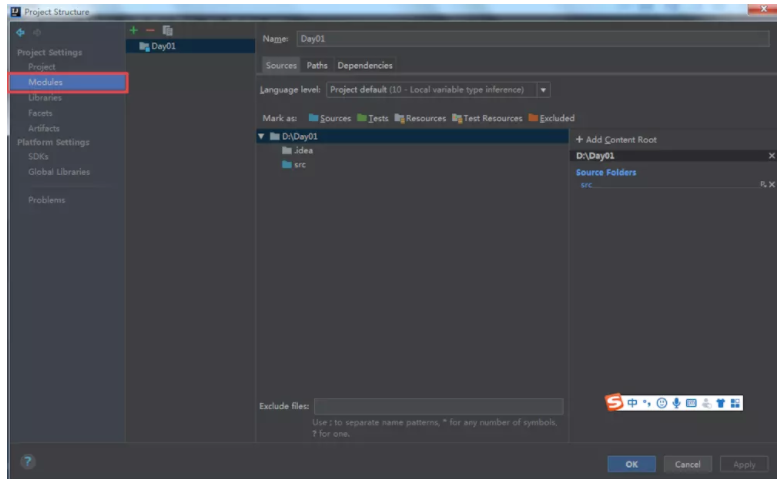 Project Structure
Project Settings
Project
Modules
Libraries
Facets
Artifacts
Platform Settings
SDKs
Global Libraries
Problems
Day01
Name: Day01
Sources Paths Dependencies
Language level: Project default (10 - Local variable type inference)
Mark as: Sources Tests Resources Test Resources Excluded
D:\Day01
.idea
src
+ Add Content Root
D:\Day01
Source Folders
src
Exclude files:
Use ; to separate name patterns, * for any number of symbols,
? for one.
中
OK Cancel Apply